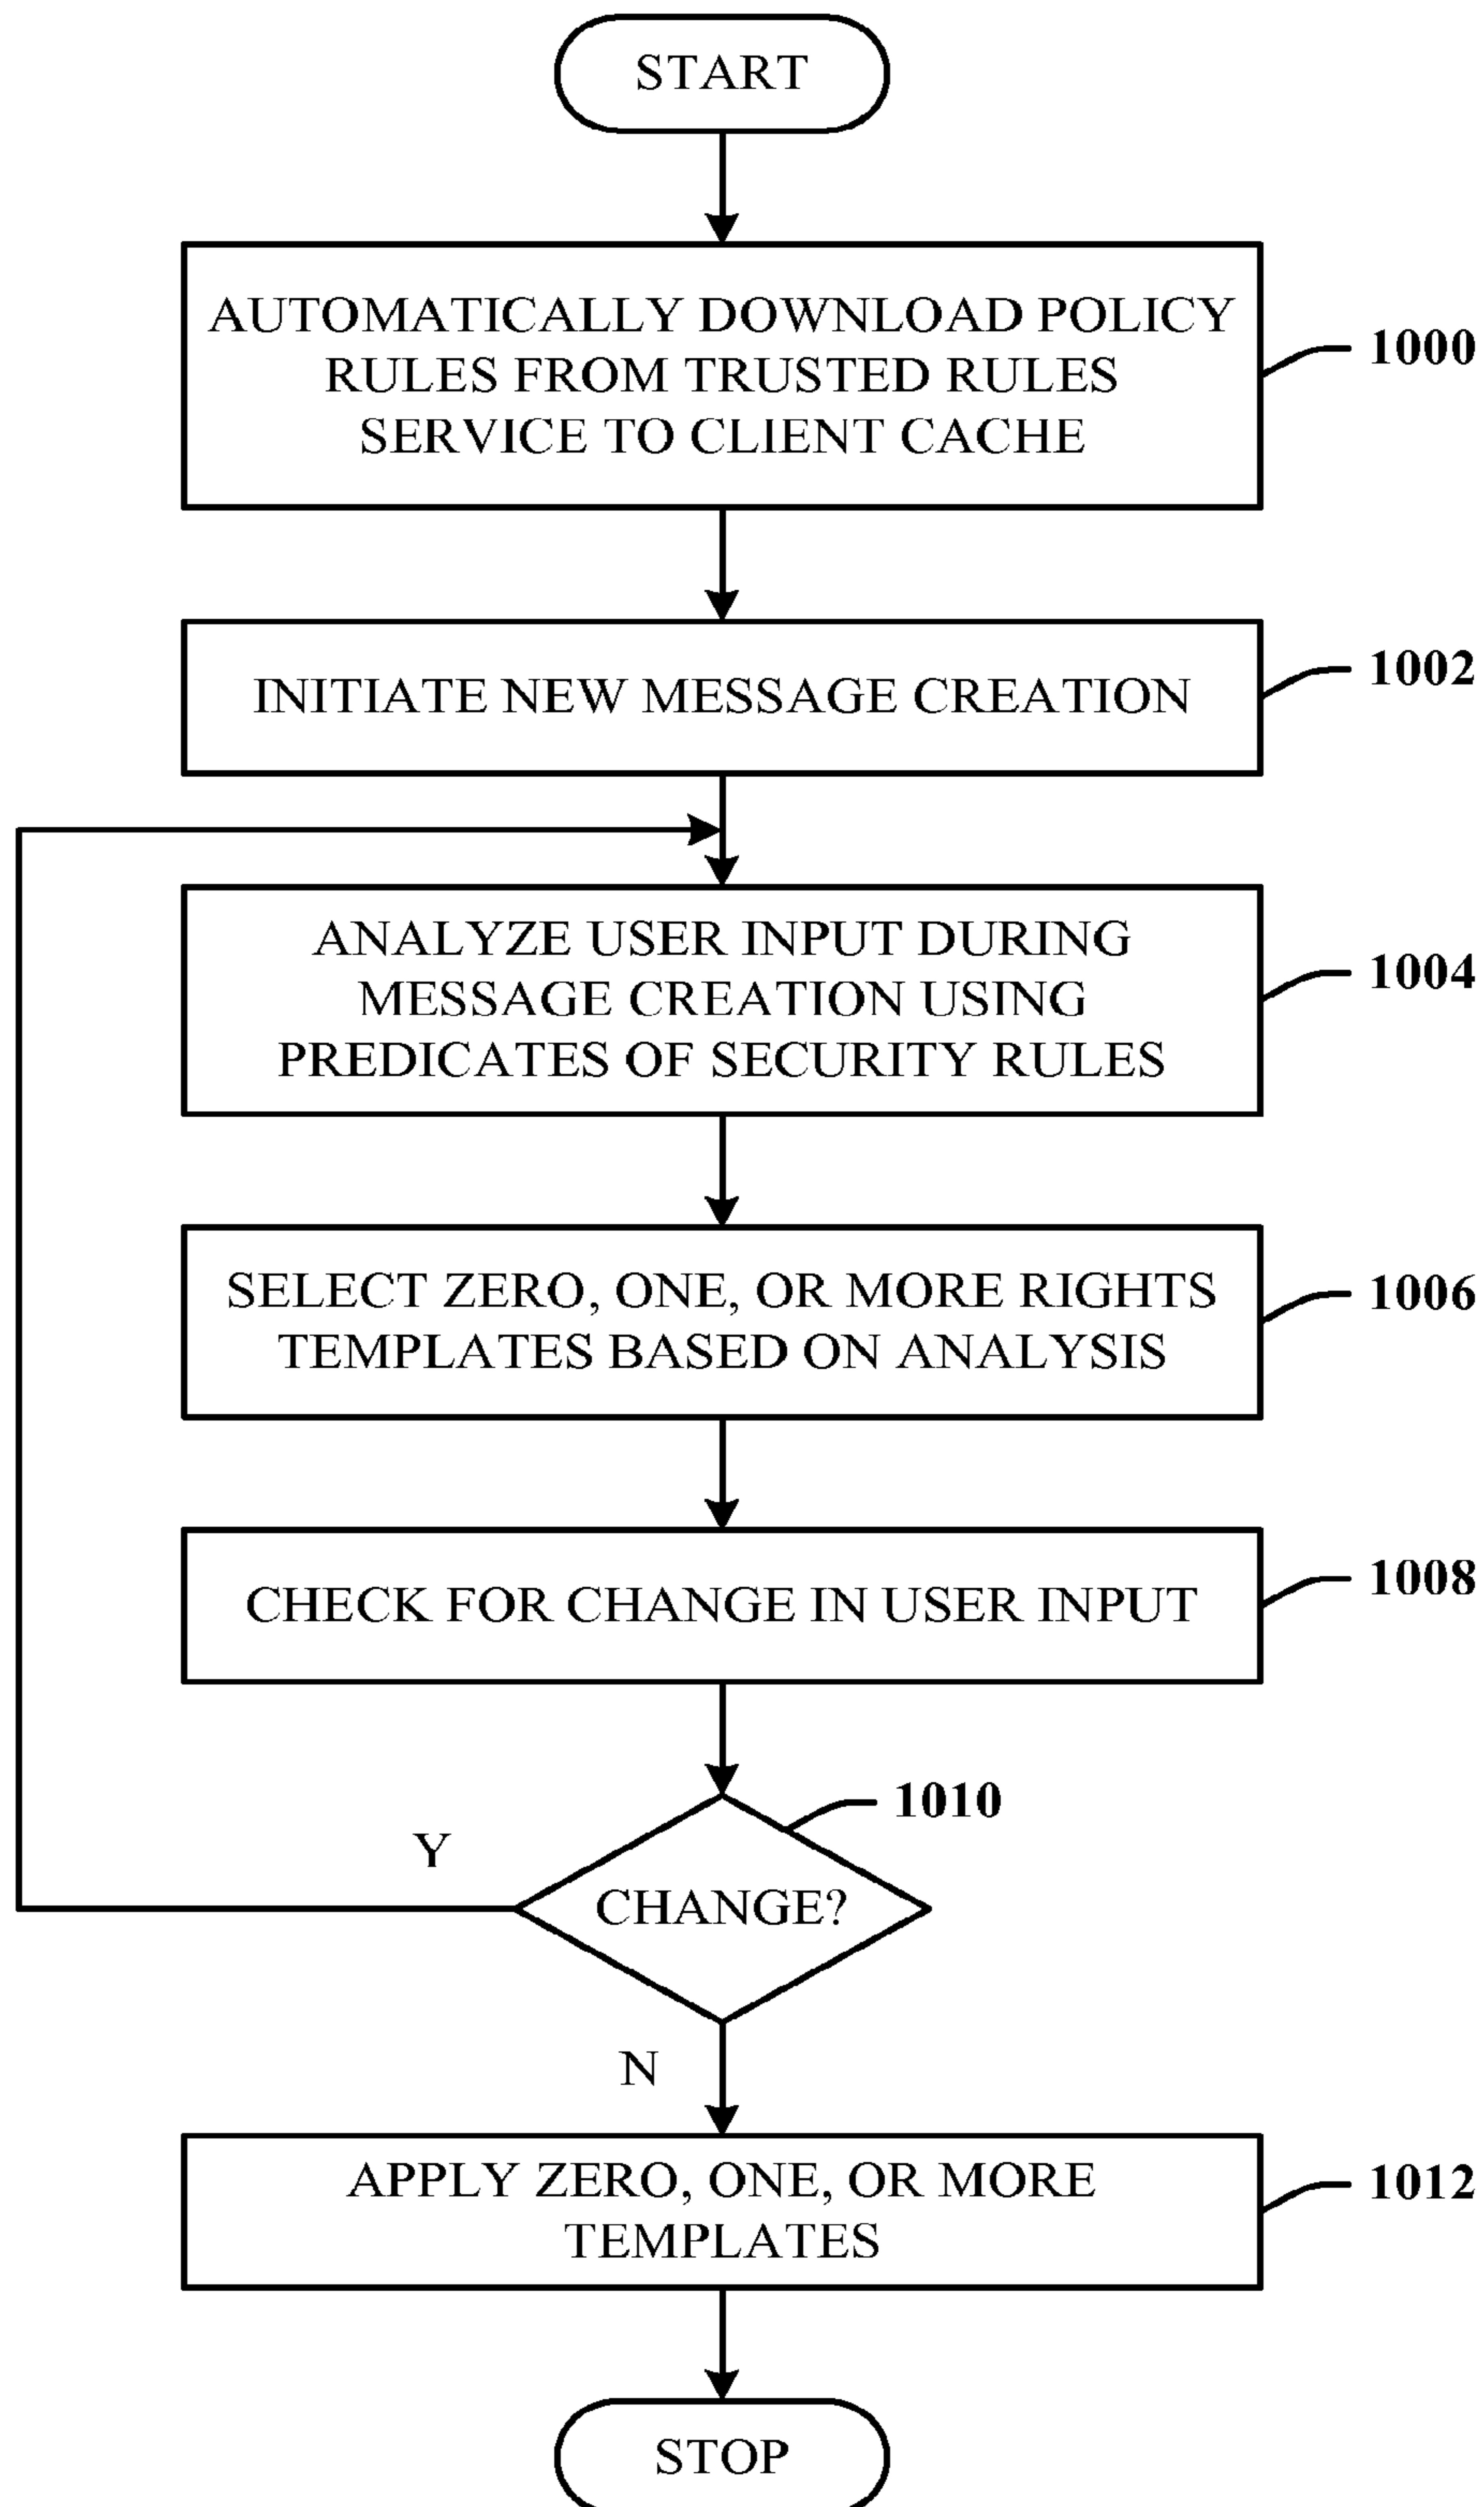 START
AUTOMATICALLY DOWNLOAD POLICY
RULES FROM TRUSTED RULES
SERVICE TO CLIENT CACHE
1000
INITIATE NEW MESSAGE CREATION
1002
ANALYZE USER INPUT DURING
MESSAGE CREATION USING
PREDICATES OF SECURITY RULES
1004
SELECT ZERO, ONE, OR MORE RIGHTS
TEMPLATES BASED ON ANALYSIS
1006
CHECK FOR CHANGE IN USER INPUT
1008
1010
Y
CHANGE?
N
APPLY ZERO, ONE, OR MORE
TEMPLATES
1012
STOP